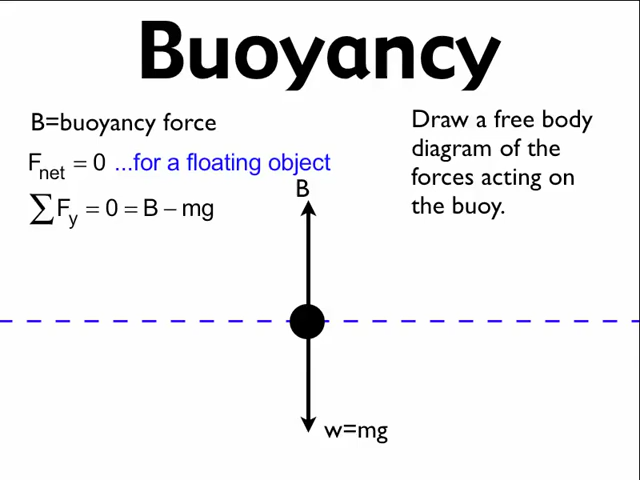 Buoyancy
B=buoyancy force
F_net = 0 ...for a floating object
∑F_y = 0 = B − mg
Draw a free body
diagram of the
forces acting on
the buoy.
B
w=mg